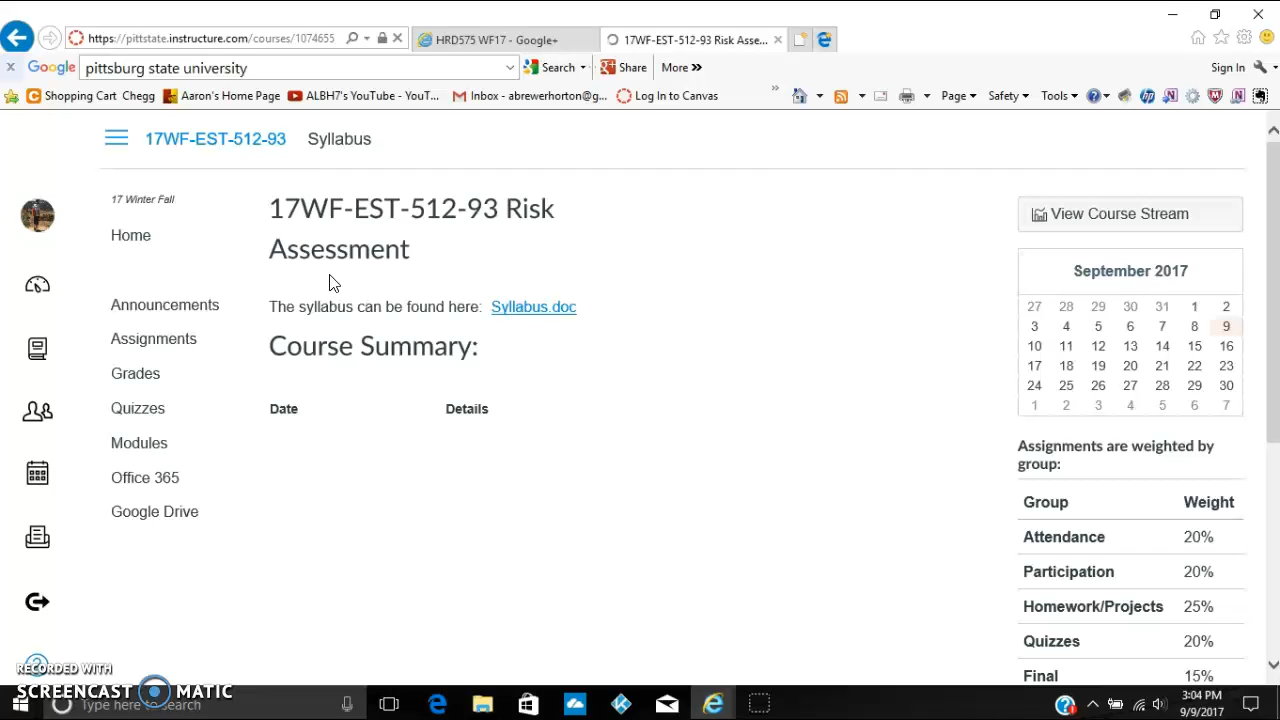 https://pittstate.instructure.com/courses/1074655
HRD575 WF17 - Google+
17WF-EST-512-93 Risk Asse...
Google
pittsburg state university
Search
Share
More »
Sign In
Shopping Cart Chegg
Aaron's Home Page
ALBH7's YouTube - YouT...
Inbox - abrewerhorton@g...
Log In to Canvas
»
Page
Safety
Tools
17WF-EST-512-93
Syllabus
17 Winter Fall
Home
Announcements
Assignments
Grades
Quizzes
Modules
Office 365
Google Drive
17WF-EST-512-93 Risk
Assessment
The syllabus can be found here: Syllabus.doc
Course Summary:
Date Details
View Course Stream
September 2017
27 28 29 30 31 1 2
3 4 5 6 7 8 9
10 11 12 13 14 15 16
17 18 19 20 21 22 23
24 25 26 27 28 29 30
1 2 3 4 5 6 7
Assignments are weighted by
group:
Group Weight
Attendance 20%
Participation 20%
Homework/Projects 25%
Quizzes 20%
Final 15%
RECORDED WITH
SCREENCAST MATIC
Type here to search
3:04 PM
9/9/2017